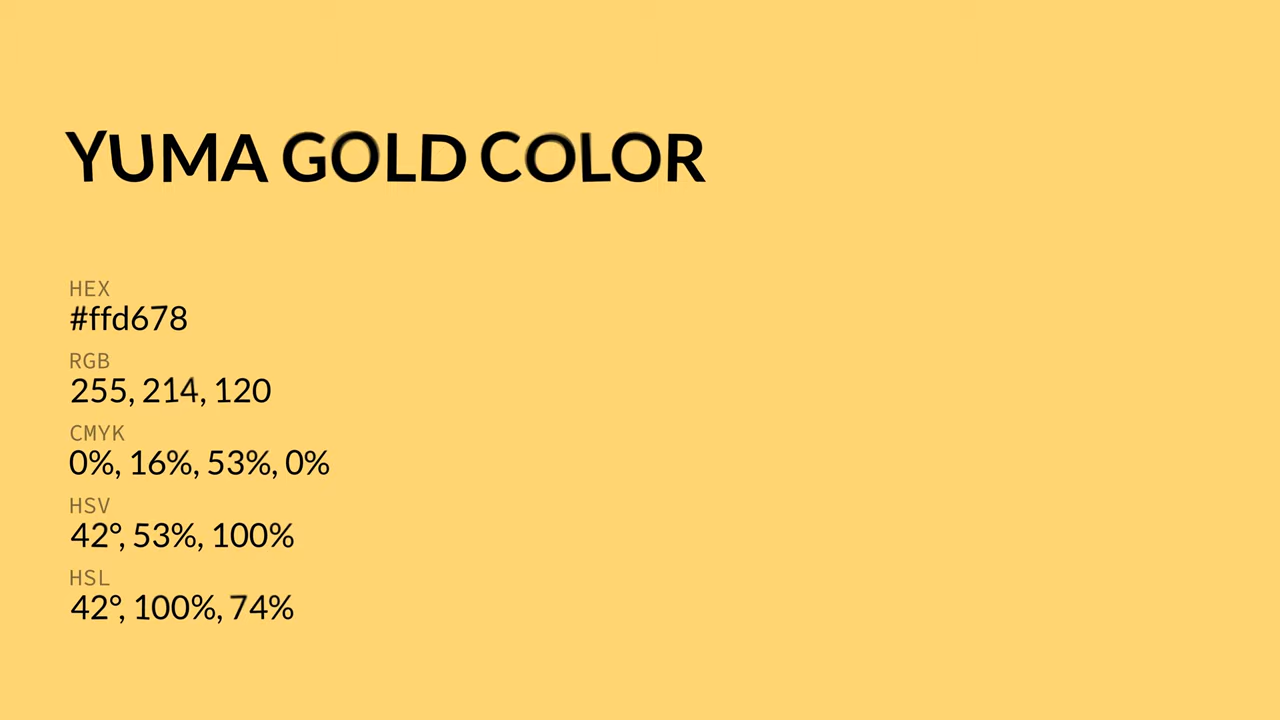 YUMA GOLD COLOR
HEX
#ffd678
RGB
255, 214, 120
CMYK
0%, 16%, 53%, 0%
HSV
42°, 53%, 100%
HSL
42°, 100%, 74%